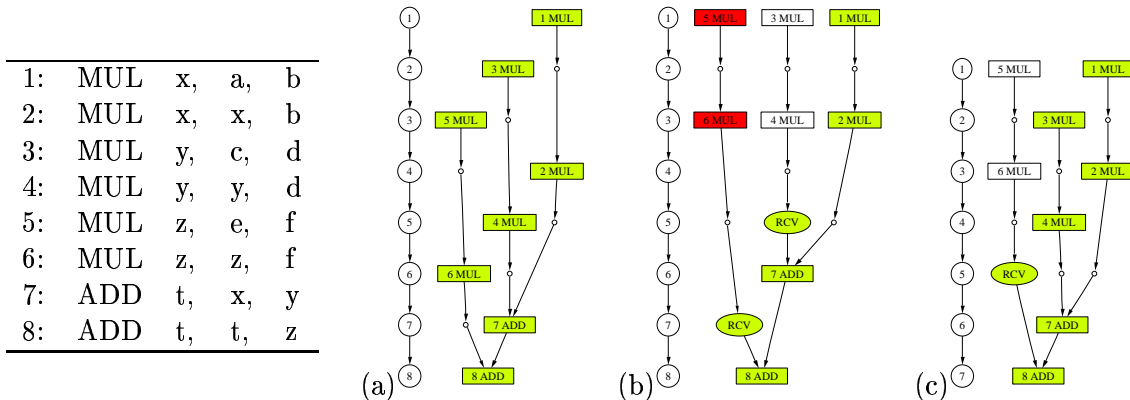 1: MUL x, a, b
2: MUL x, x, b
3: MUL y, c, d
4: MUL y, y, d
5: MUL z, e, f
6: MUL z, z, f
7: ADD t, x, y
8: ADD t, t, z
(a)
1 1 MUL
2 3 MUL
3 5 MUL
4 2 MUL
5 4 MUL
6 6 MUL
7 7 ADD
8 8 ADD
(b)
1 5 MUL 3 MUL 1 MUL
2
3 6 MUL 4 MUL 2 MUL
4
5 RCV
6 7 ADD
7 RCV
8 8 ADD
(c)
1 5 MUL 1 MUL
2 3 MUL
3 6 MUL 2 MUL
4 4 MUL
5 RCV
6 7 ADD
7 8 ADD